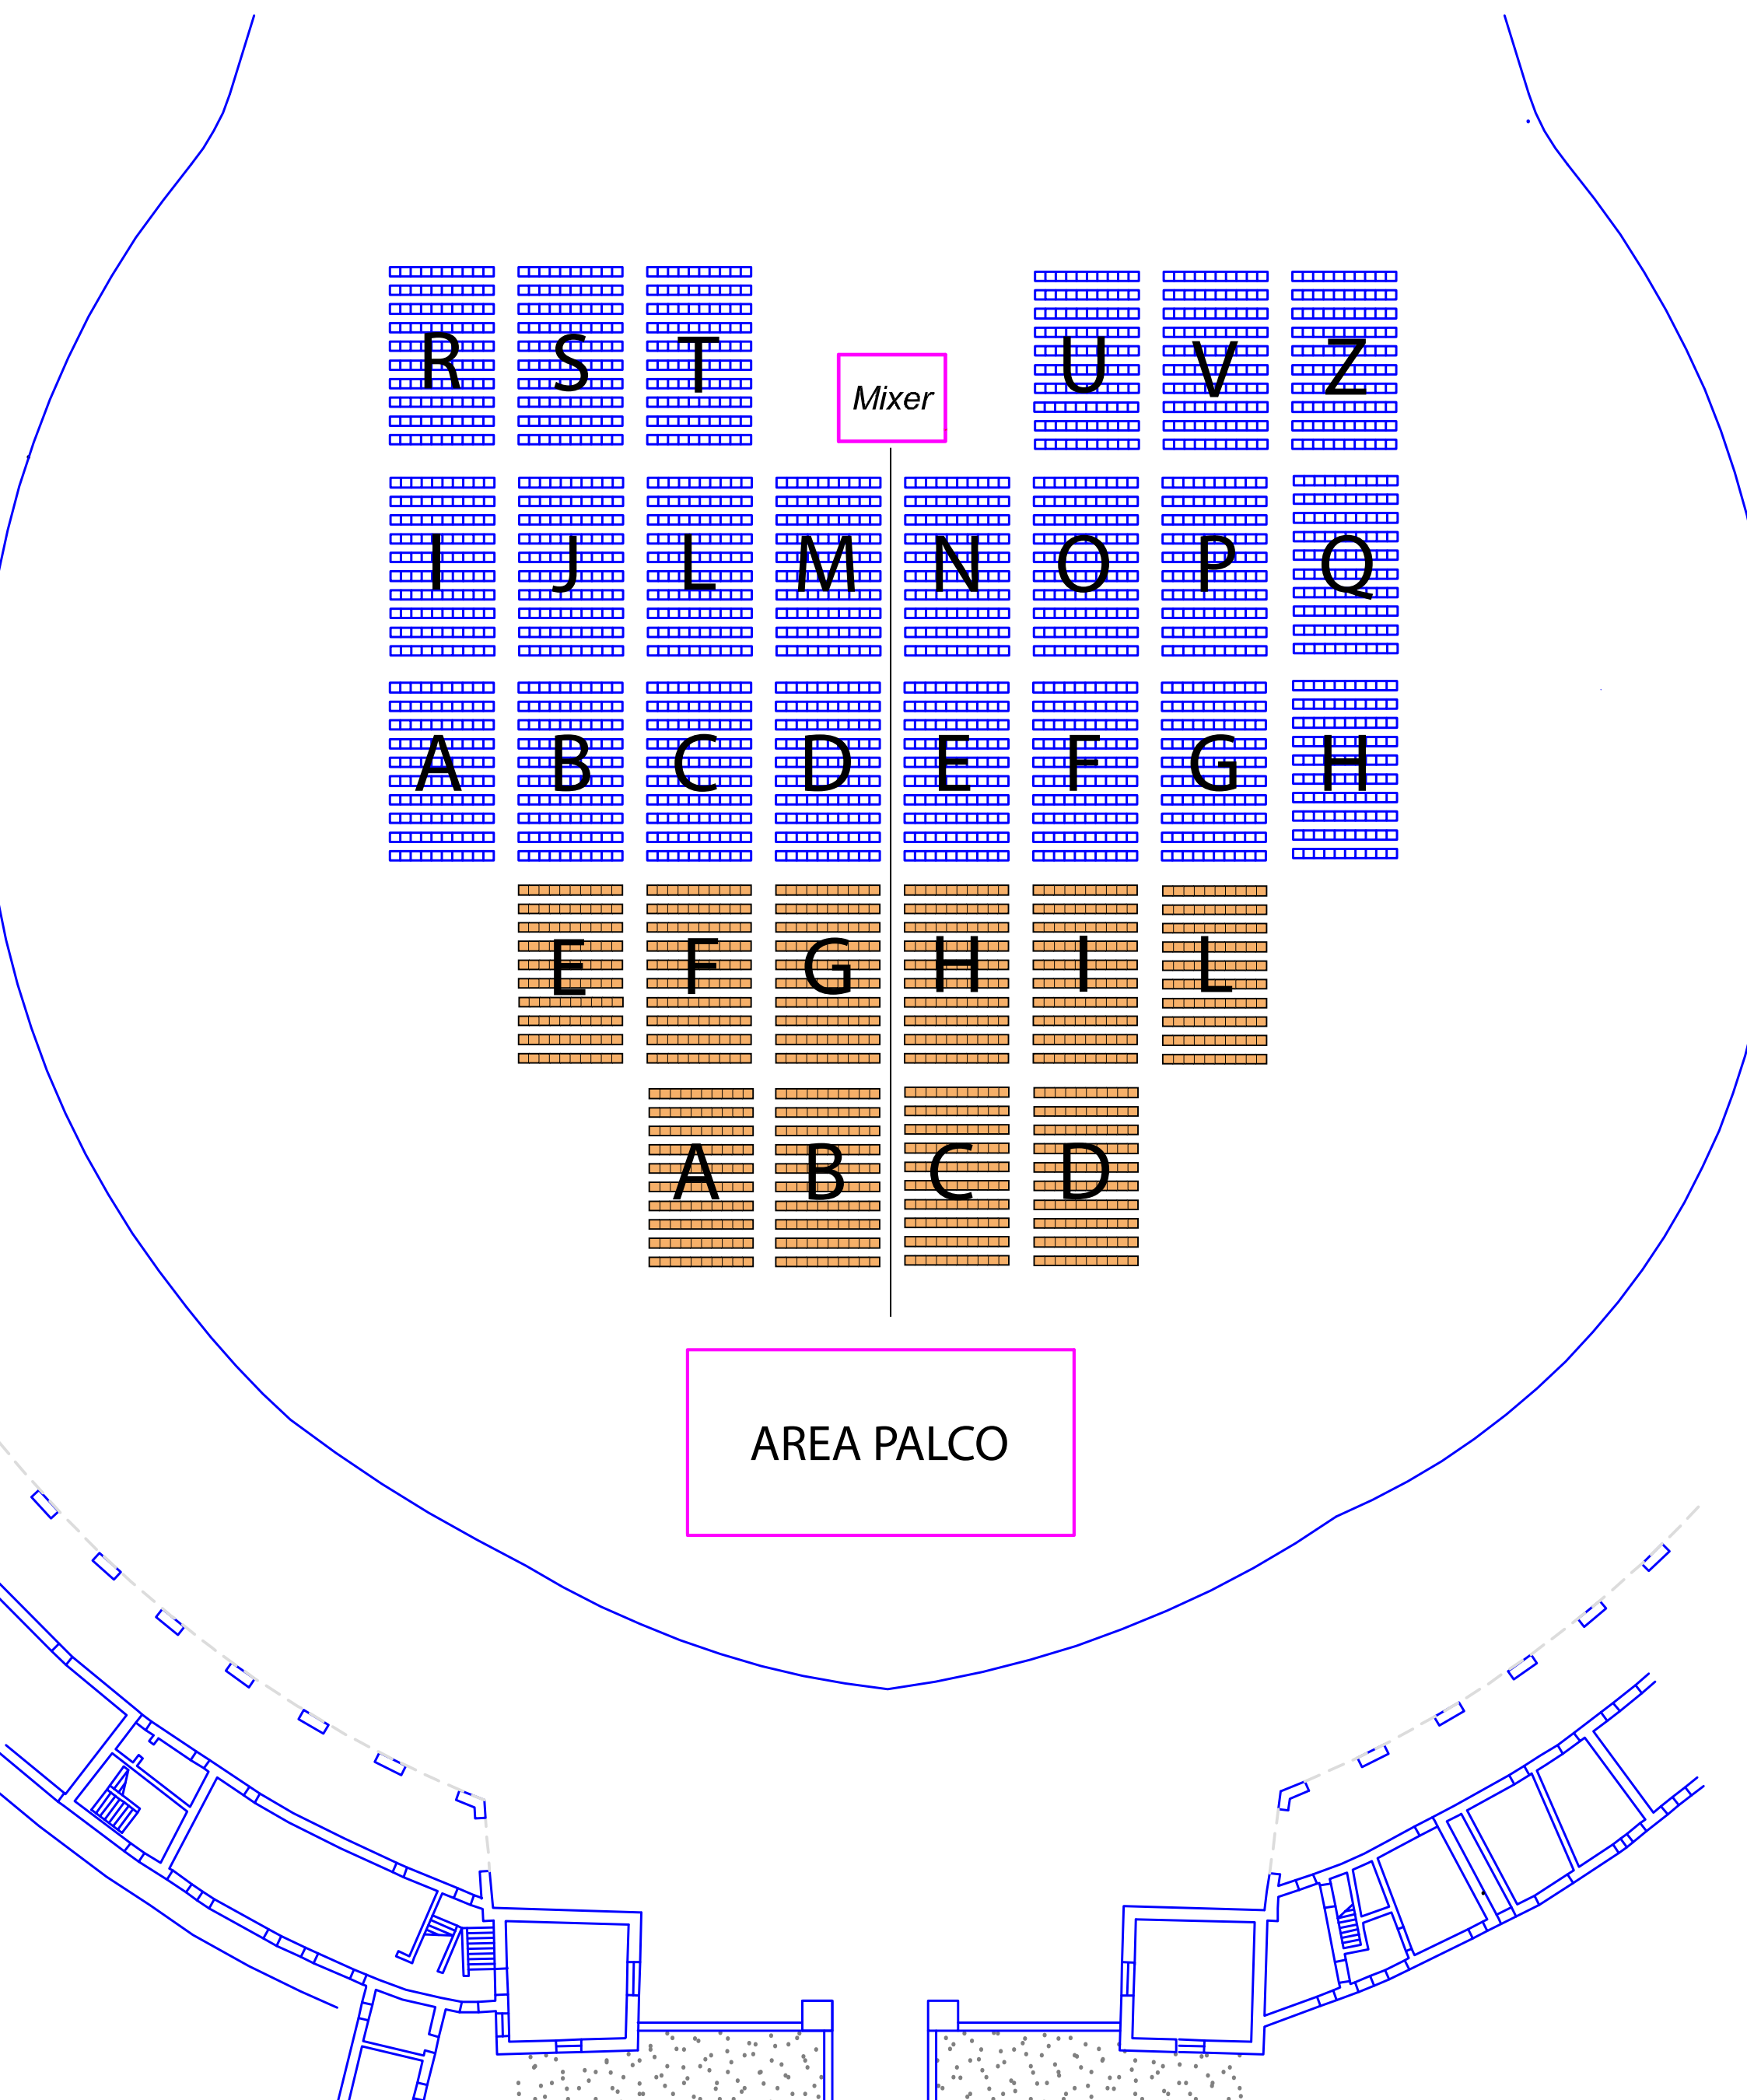 R S T U V Z
Mixer
I J L M N O P Q
A B C D E F G H
E F G H I L
A B C D
AREA PALCO